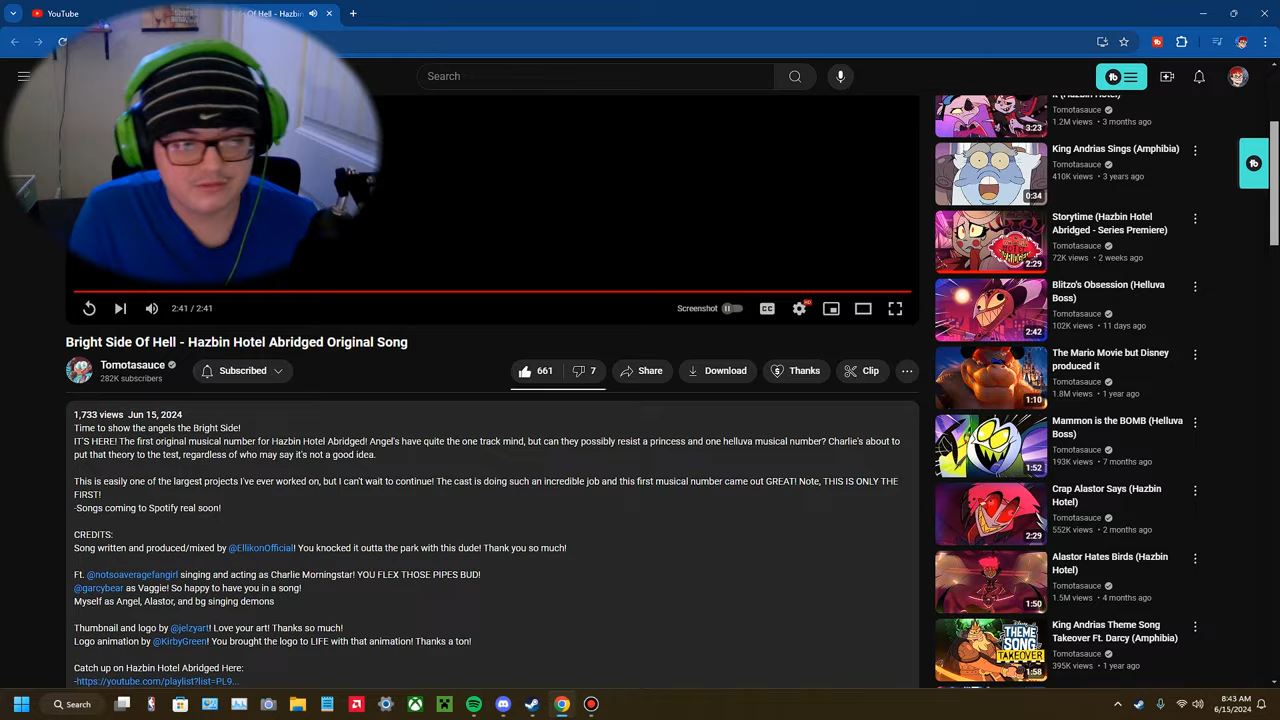 YouTube
Of Hell - Hazbin
Search
it (Hazbin Hotel)
Tomotasauce
1.2M views • 3 months ago
3:23
King Andrias Sings (Amphibia)
Tomotasauce
410K views • 3 years ago
0:34
Storytime (Hazbin Hotel
Abridged - Series Premiere)
Tomotasauce
72K views • 2 weeks ago
2:29
Blitzo's Obsession (Helluva
Boss)
Tomotasauce
102K views • 11 days ago
2:42
The Mario Movie but Disney
produced it
Tomotasauce
1.8M views • 1 year ago
1:10
Mammon is the BOMB (Helluva
Boss)
Tomotasauce
193K views • 7 months ago
1:52
Crap Alastor Says (Hazbin
Hotel)
Tomotasauce
552K views • 2 months ago
2:29
Alastor Hates Birds (Hazbin
Hotel)
Tomotasauce
1.5M views • 4 months ago
1:50
King Andrias Theme Song
Takeover Ft. Darcy (Amphibia)
Tomotasauce
395K views • 1 year ago
THEME
SONG
TAKEOVER
1:58
2:41 / 2:41
Screenshot
CC
HD
Bright Side Of Hell - Hazbin Hotel Abridged Original Song
Tomotasauce
282K subscribers
Subscribed
661
7
Share
Download
Thanks
Clip
1,733 views Jun 15, 2024
Time to show the angels the Bright Side!
IT'S HERE! The first original musical number for Hazbin Hotel Abridged! Angel's have quite the one track mind, but can they possibly resist a princess and one helluva musical number? Charlie's about to
put that theory to the test, regardless of who may say it's not a good idea.
This is easily one of the largest projects I've ever worked on, but I can't wait to continue! The cast is doing such an incredible job and this first musical number came out GREAT! Note, THIS IS ONLY THE
FIRST!
-Songs coming to Spotify real soon!
CREDITS:
Song written and produced/mixed by @EllikonOfficial! You knocked it outta the park with this dude! Thank you so much!
Ft. @notsoaveragefangirl singing and acting as Charlie Morningstar! YOU FLEX THOSE PIPES BUD!
@garcybear as Vaggie! So happy to have you in a song!
Myself as Angel, Alastor, and bg singing demons
Thumbnail and logo by @jelzyart! Love your art! Thanks so much!
Logo animation by @KirbyGreen! You brought the logo to LIFE with that animation! Thanks a ton!
Catch up on Hazbin Hotel Abridged Here:
-https://youtube.com/playlist?list=PL9...
Search
8:43 AM
6/15/2024